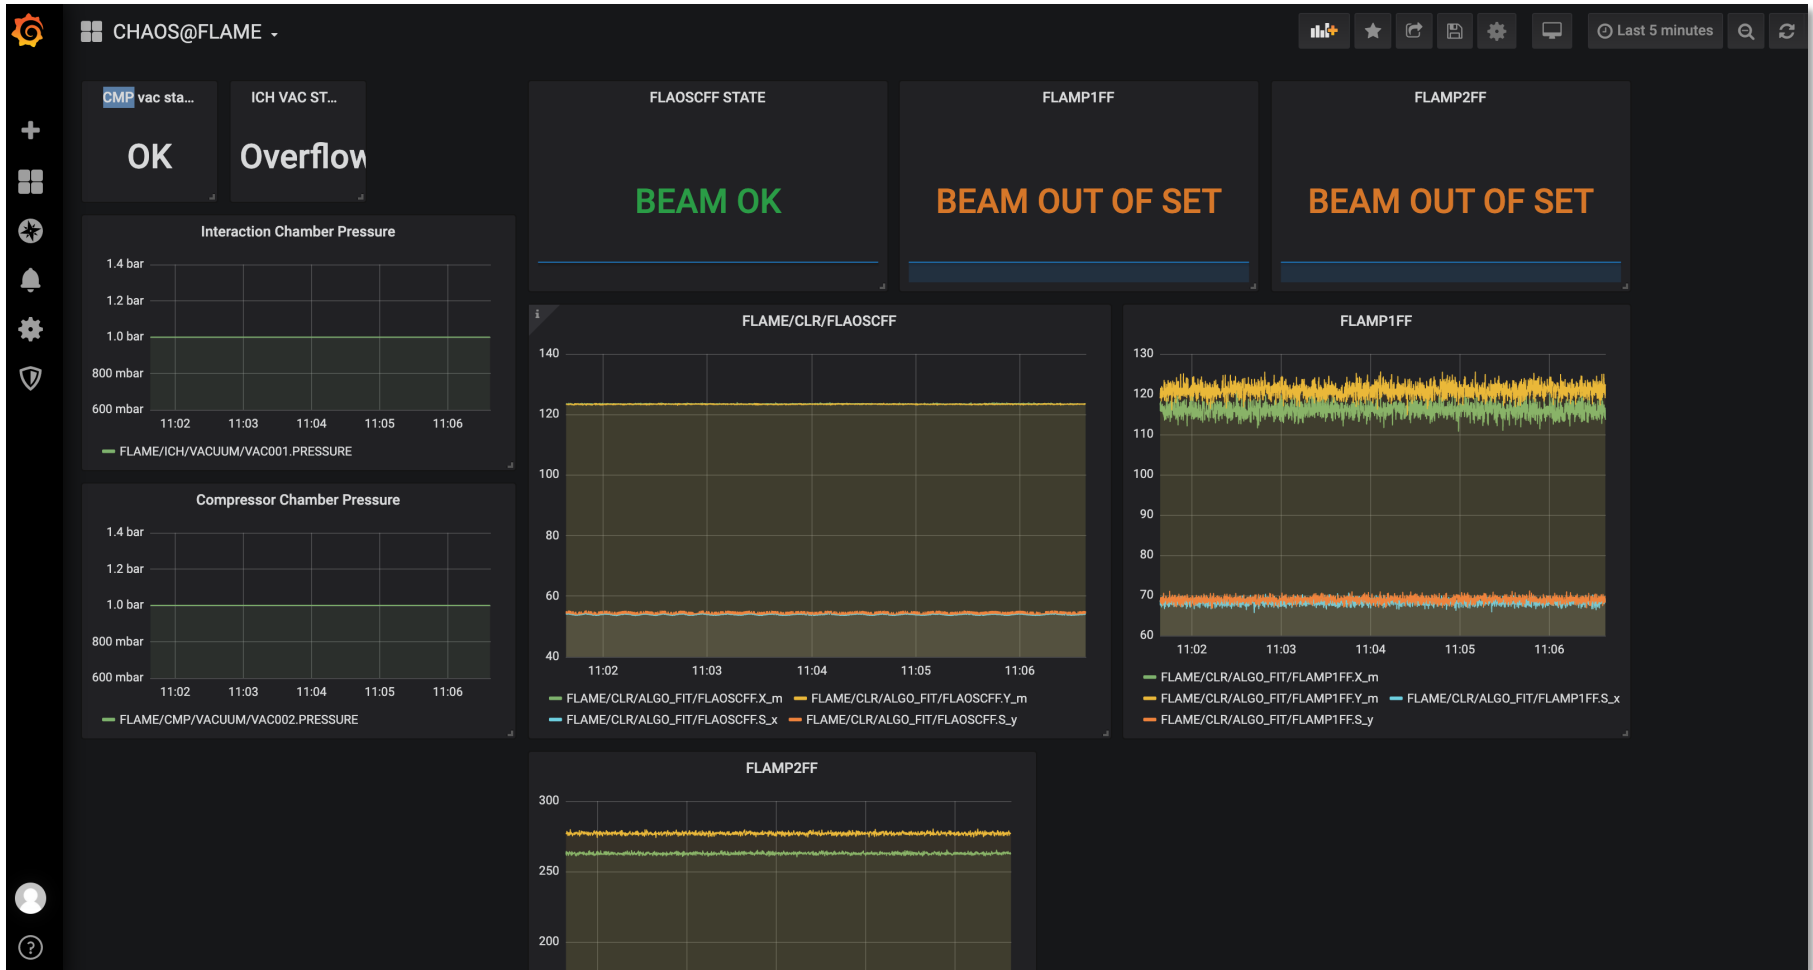 CHAOS@FLAME
Last 5 minutes
CMP vac sta...
OK
ICH VAC ST...
Overflow
FLAOSCFF STATE
BEAM OK
FLAMP1FF
BEAM OUT OF SET
FLAMP2FF
BEAM OUT OF SET
Interaction Chamber Pressure
1.4 bar
1.2 bar
1.0 bar
800 mbar
600 mbar
11:02 11:03 11:04 11:05 11:06
FLAME/ICH/VACUUM/VAC001.PRESSURE
Compressor Chamber Pressure
1.4 bar
1.2 bar
1.0 bar
800 mbar
600 mbar
11:02 11:03 11:04 11:05 11:06
FLAME/CMP/VACUUM/VAC002.PRESSURE
i
FLAME/CLR/FLAOSCFF
140
120
100
80
60
40
11:02 11:03 11:04 11:05 11:06
FLAME/CLR/ALGO_FIT/FLAOSCFF.X_m FLAME/CLR/ALGO_FIT/FLAOSCFF.Y_m
FLAME/CLR/ALGO_FIT/FLAOSCFF.S_x FLAME/CLR/ALGO_FIT/FLAOSCFF.S_y
FLAMP1FF
130
120
110
100
90
80
70
60
11:02 11:03 11:04 11:05 11:06
FLAME/CLR/ALGO_FIT/FLAMP1FF.X_m
FLAME/CLR/ALGO_FIT/FLAMP1FF.Y_m FLAME/CLR/ALGO_FIT/FLAMP1FF.S_x
FLAME/CLR/ALGO_FIT/FLAMP1FF.S_y
FLAMP2FF
300
250
200
?